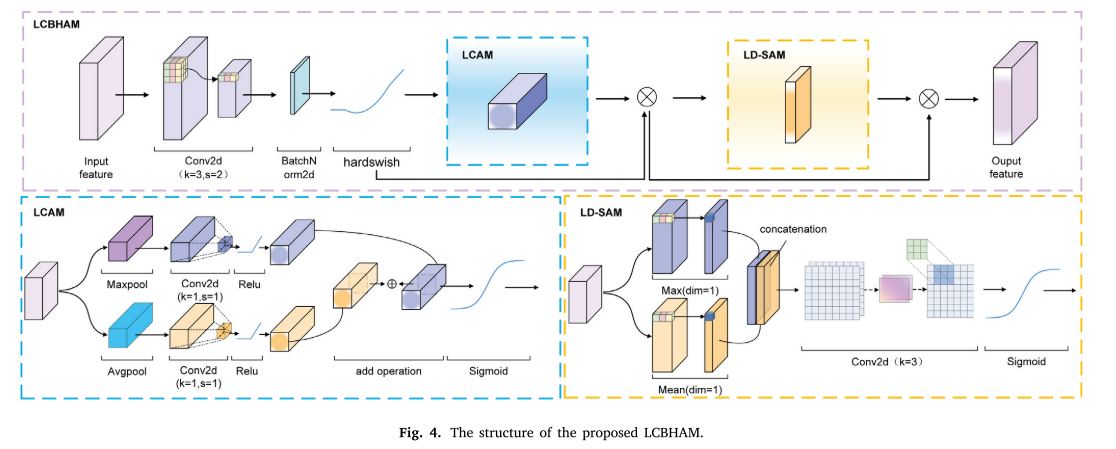 LCBHAM
LCAM
LD-SAM
Input
feature
Conv2d
（k=3,s=2）
BatchN
orm2d
hardswish
Ouput
feature
LCAM
Maxpool
Conv2d
(k=1,s=1)
Relu
Avgpool
Conv2d
(k=1,s=1)
Relu
add operation
Sigmoid
LD-SAM
concatenation
Max(dim=1)
Mean(dim=1)
Conv2d（k=3）
Sigmoid
Fig. 4. The structure of the proposed LCBHAM.